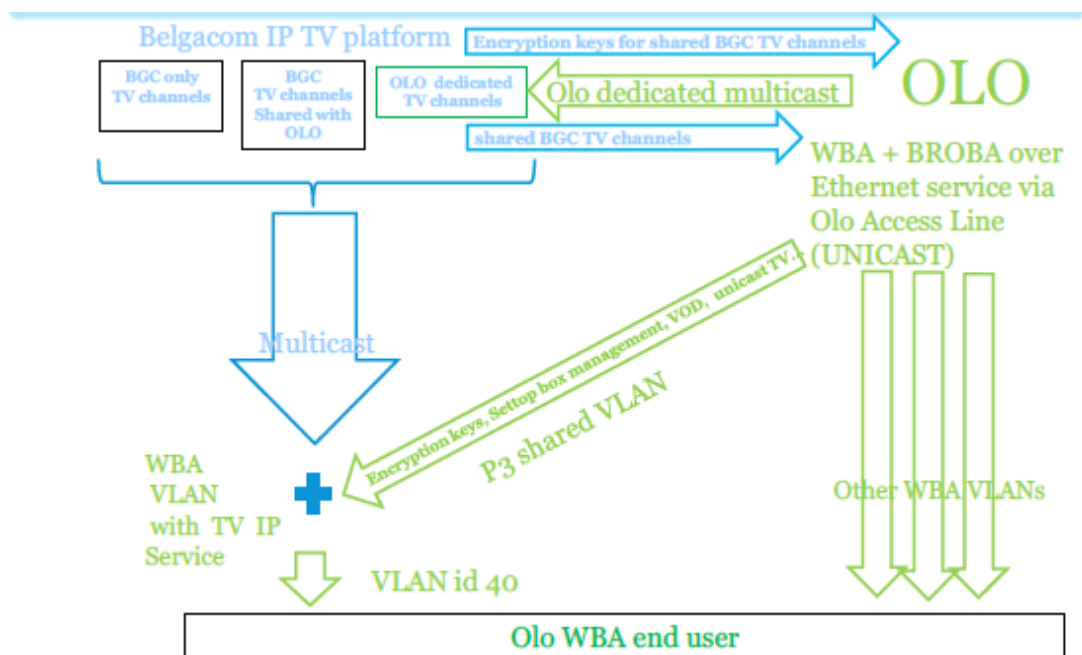 Belgacom IP TV platform
Encryption keys for shared BGC TV channels
OLO
BGC only
TV channels
BGC
TV channels
Shared with
OLO
OLO dedicated
TV channels
Olo dedicated multicast
shared BGC TV channels
WBA + BROBA over
Ethernet service via
Olo Access Line
(UNICAST)
Multicast
Encryption keys, Settop box management, VOD, unicast TV...
P3 shared VLAN
WBA
VLAN
with TV IP
Service
Other WBA VLANs
VLAN id 40
Olo WBA end user